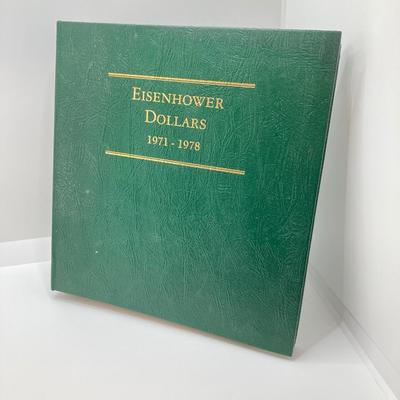 EISENHOWER
DOLLARS
1971 - 1978